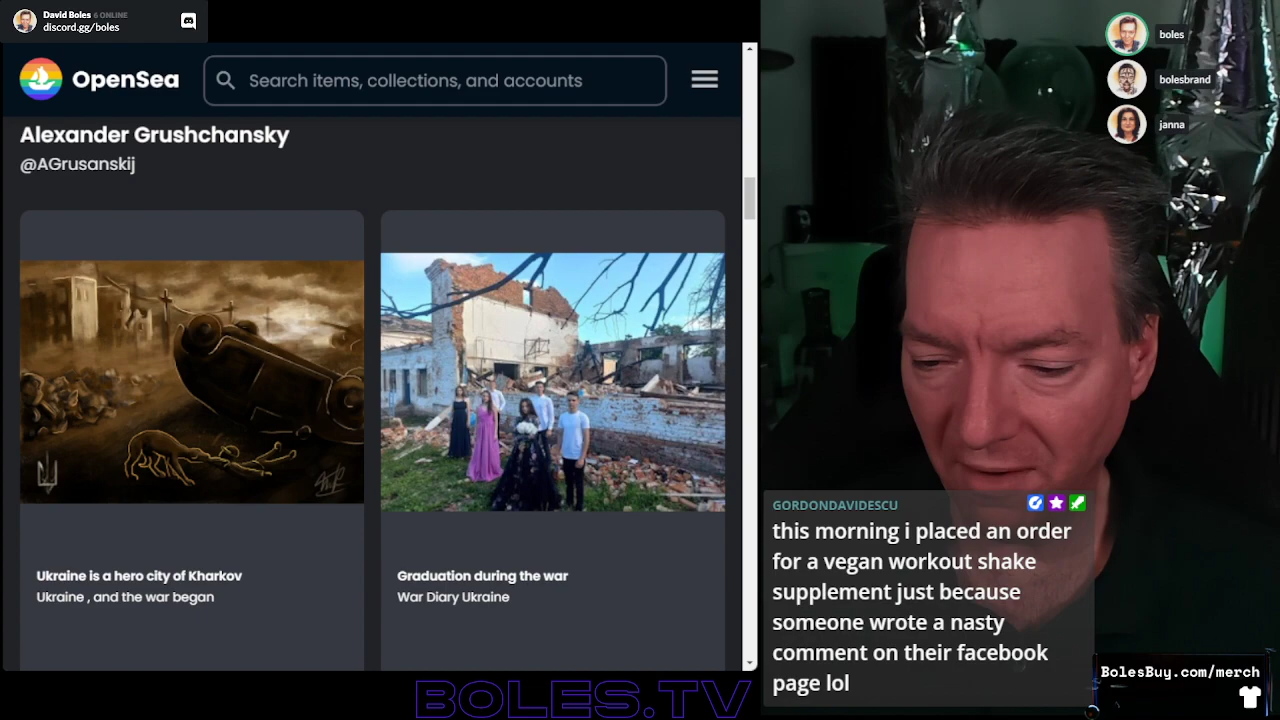 David Boles 6 ONLINE
discord.gg/boles
OpenSea
Search items, collections, and accounts
Alexander Grushchansky
@AGrusanskij
Ukraine is a hero city of Kharkov
Ukraine , and the war began
Graduation during the war
War Diary Ukraine
boles
bolesbrand
janna
GORDONDAVIDESCU
this morning i placed an order
for a vegan workout shake
supplement just because
someone wrote a nasty
comment on their facebook
page lol
BolesBuy.com/merch
BOLES.TV